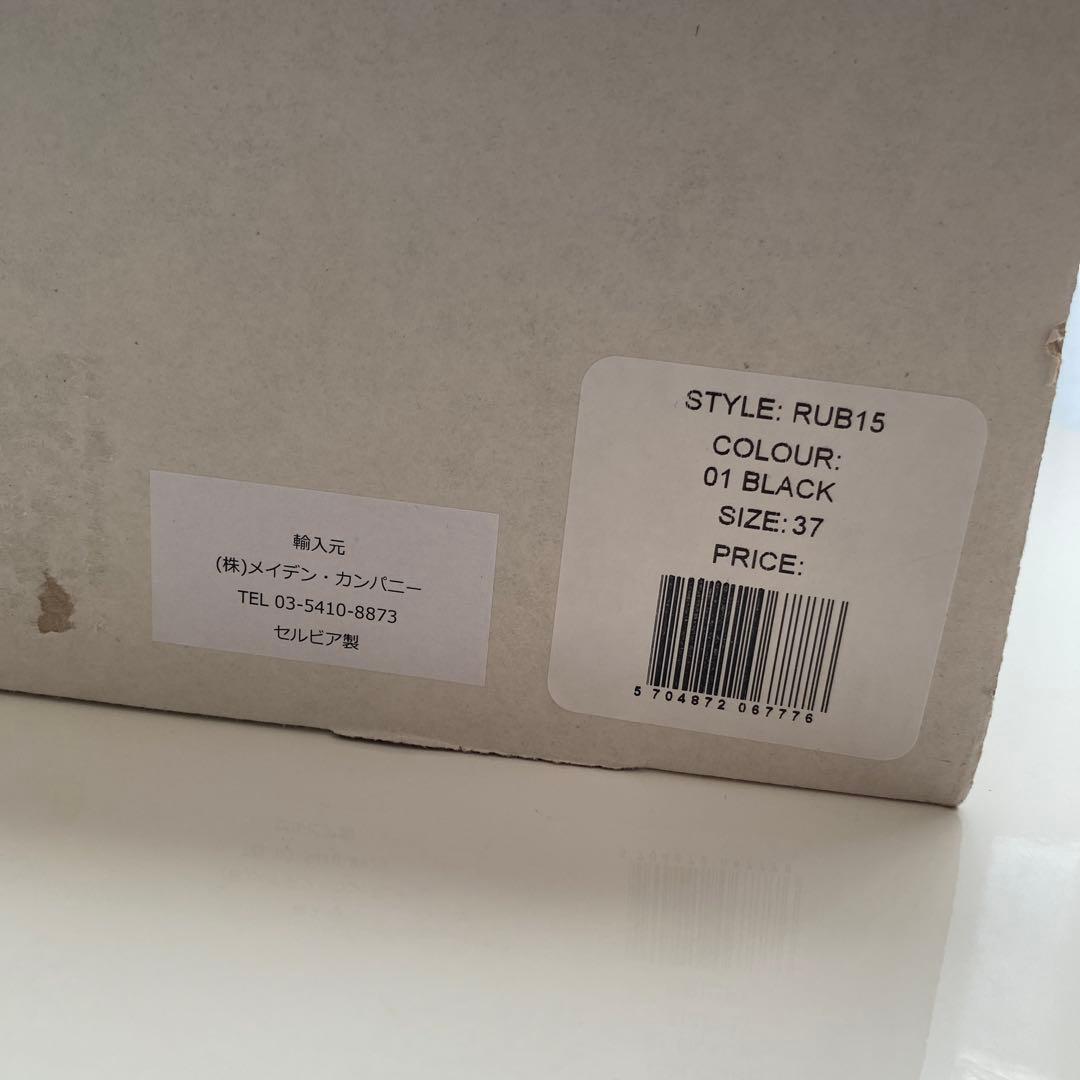 輸入元
(株)メイデン・カンパニー
TEL 03-5410-8873
セルビア製
STYLE: RUB15
COLOUR:
01 BLACK
SIZE: 37
PRICE:
5 704872 067776